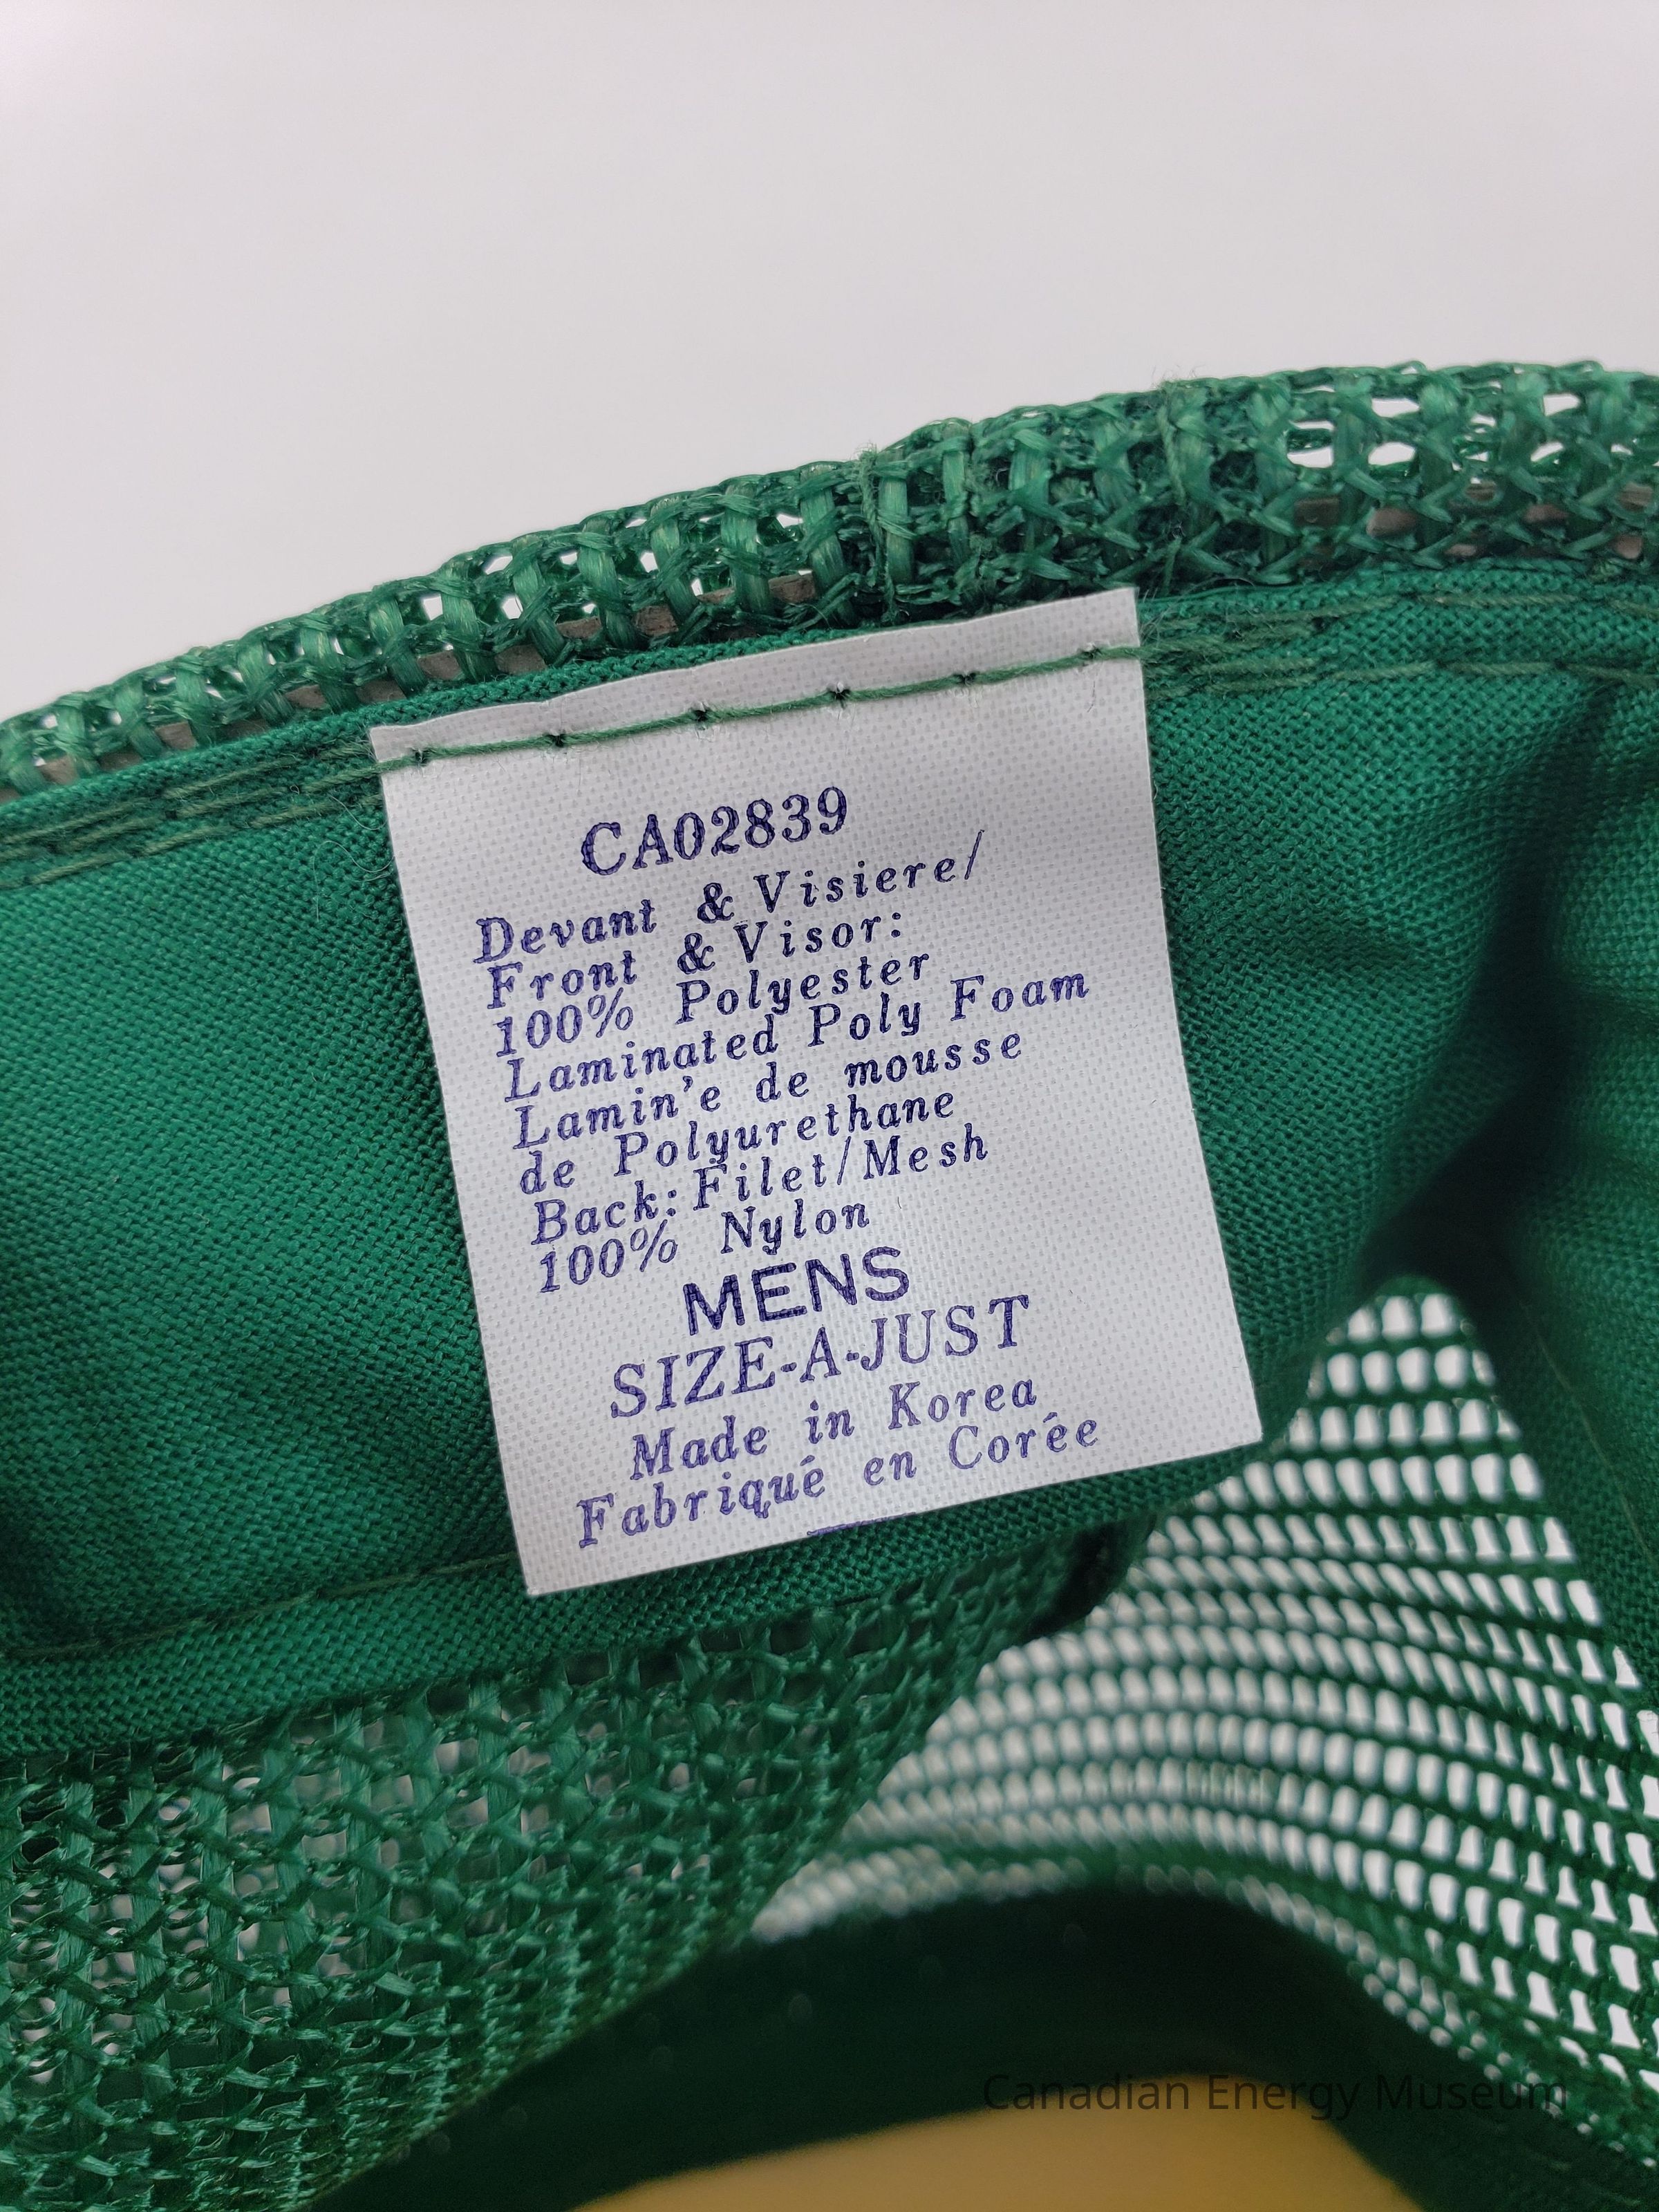 CA02839
Devant & Visiere/
Front & Visor:
100% Polyester
Laminated Poly Foam
Lamin'e de mousse
de Polyurethane
Back: Filet/Mesh
100% Nylon
MENS
SIZE-A-JUST
Made in Korea
Fabriqué en Corée
Canadian Energy Museum